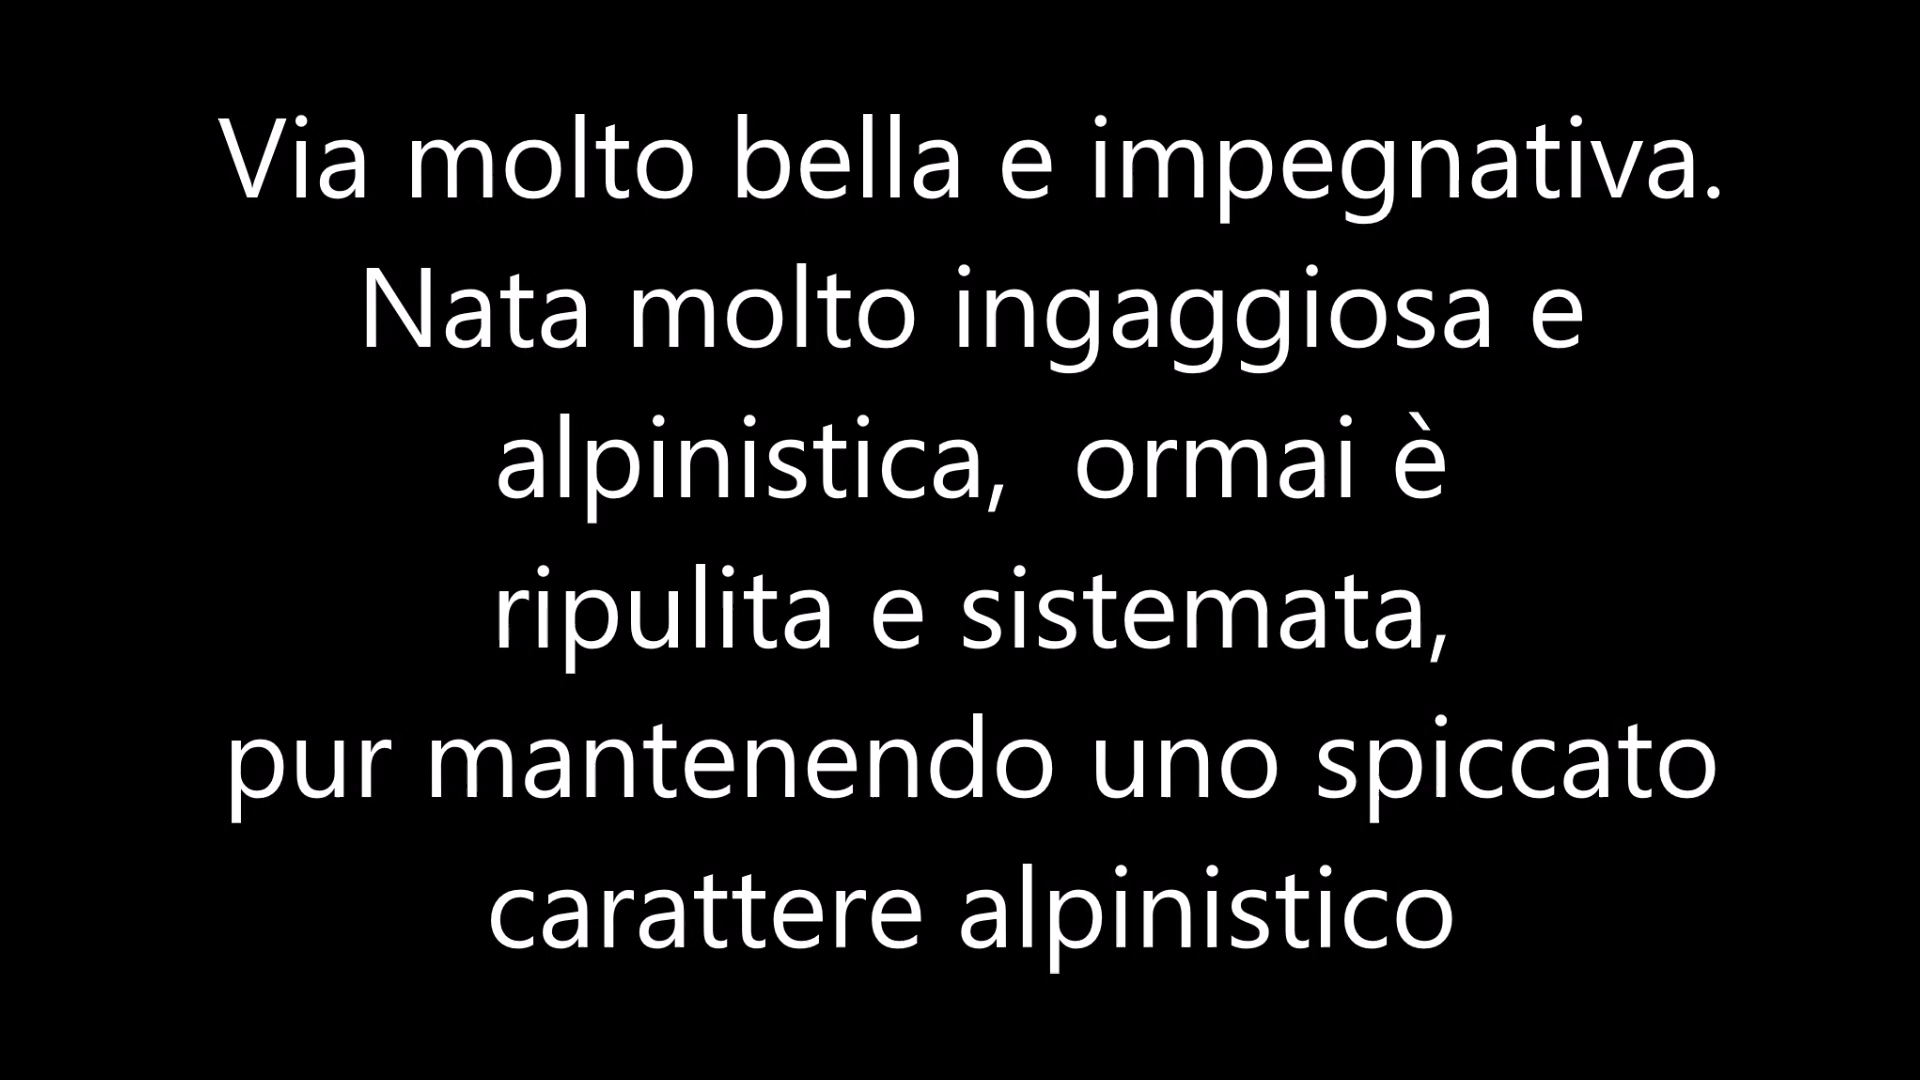 Via molto bella e impegnativa.
Nata molto ingaggiosa e
alpinistica,  ormai è
ripulita e sistemata,
pur mantenendo uno spiccato
carattere alpinistico